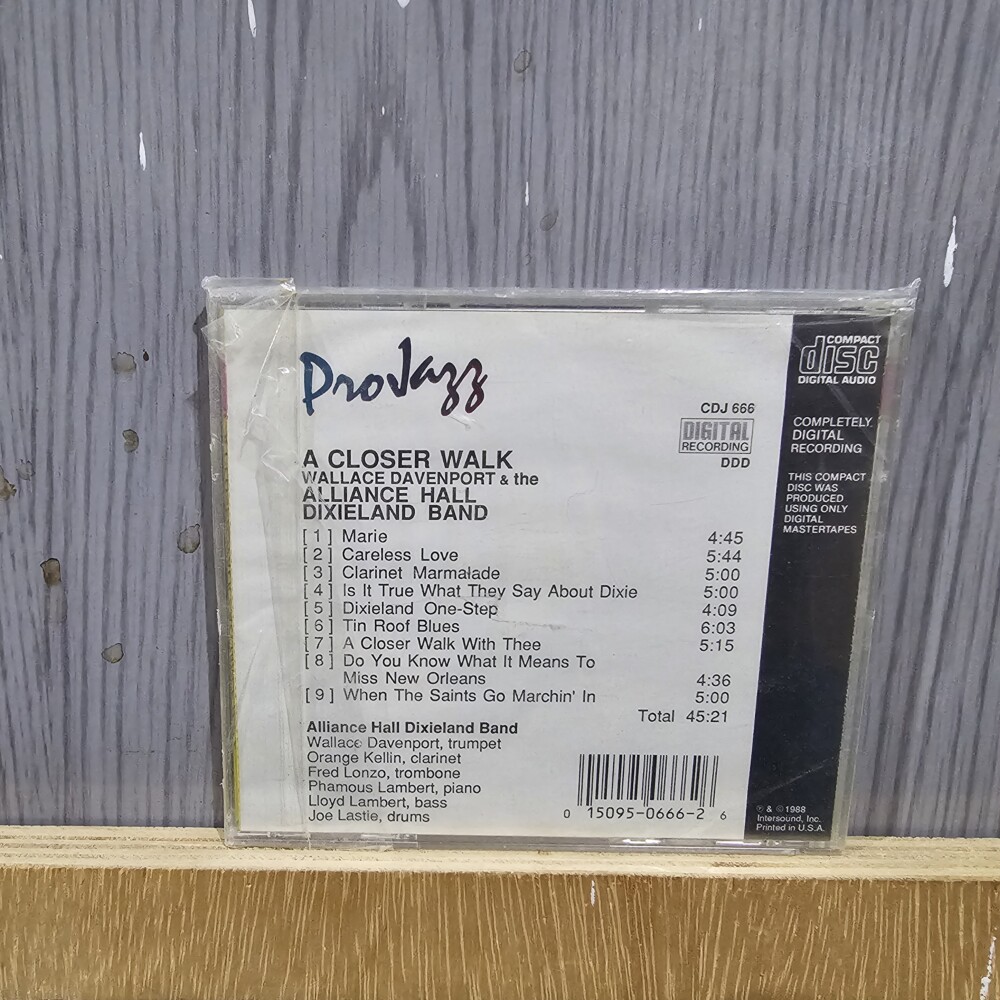 ProJazz
CDJ 666
DIGITAL
RECORDING
DDD
A CLOSER WALK
WALLACE DAVENPORT & the
ALLIANCE HALL
DIXIELAND BAND
[ 1 ] Marie 4:45
[ 2 ] Careless Love 5:44
[ 3 ] Clarinet Marmalade 5:00
[ 4 ] Is It True What They Say About Dixie 5:00
[ 5 ] Dixieland One-Step 4:09
[ 6 ] Tin Roof Blues 6:03
[ 7 ] A Closer Walk With Thee 5:15
[ 8 ] Do You Know What It Means To
Miss New Orleans 4:36
[ 9 ] When The Saints Go Marchin' In 5:00
Total 45:21
Alliance Hall Dixieland Band
Wallace Davenport, trumpet
Orange Kellin, clarinet
Fred Lonzo, trombone
Phamous Lambert, piano
Lloyd Lambert, bass
Joe Lastie, drums
0 15095-0666-2 6
COMPACT
disc
DIGITAL AUDIO
COMPLETELY
DIGITAL
RECORDING
THIS COMPACT
DISC WAS
PRODUCED
USING ONLY
DIGITAL
MASTERTAPES
℗ & © 1988
Intersound, Inc.
Printed in U.S.A.